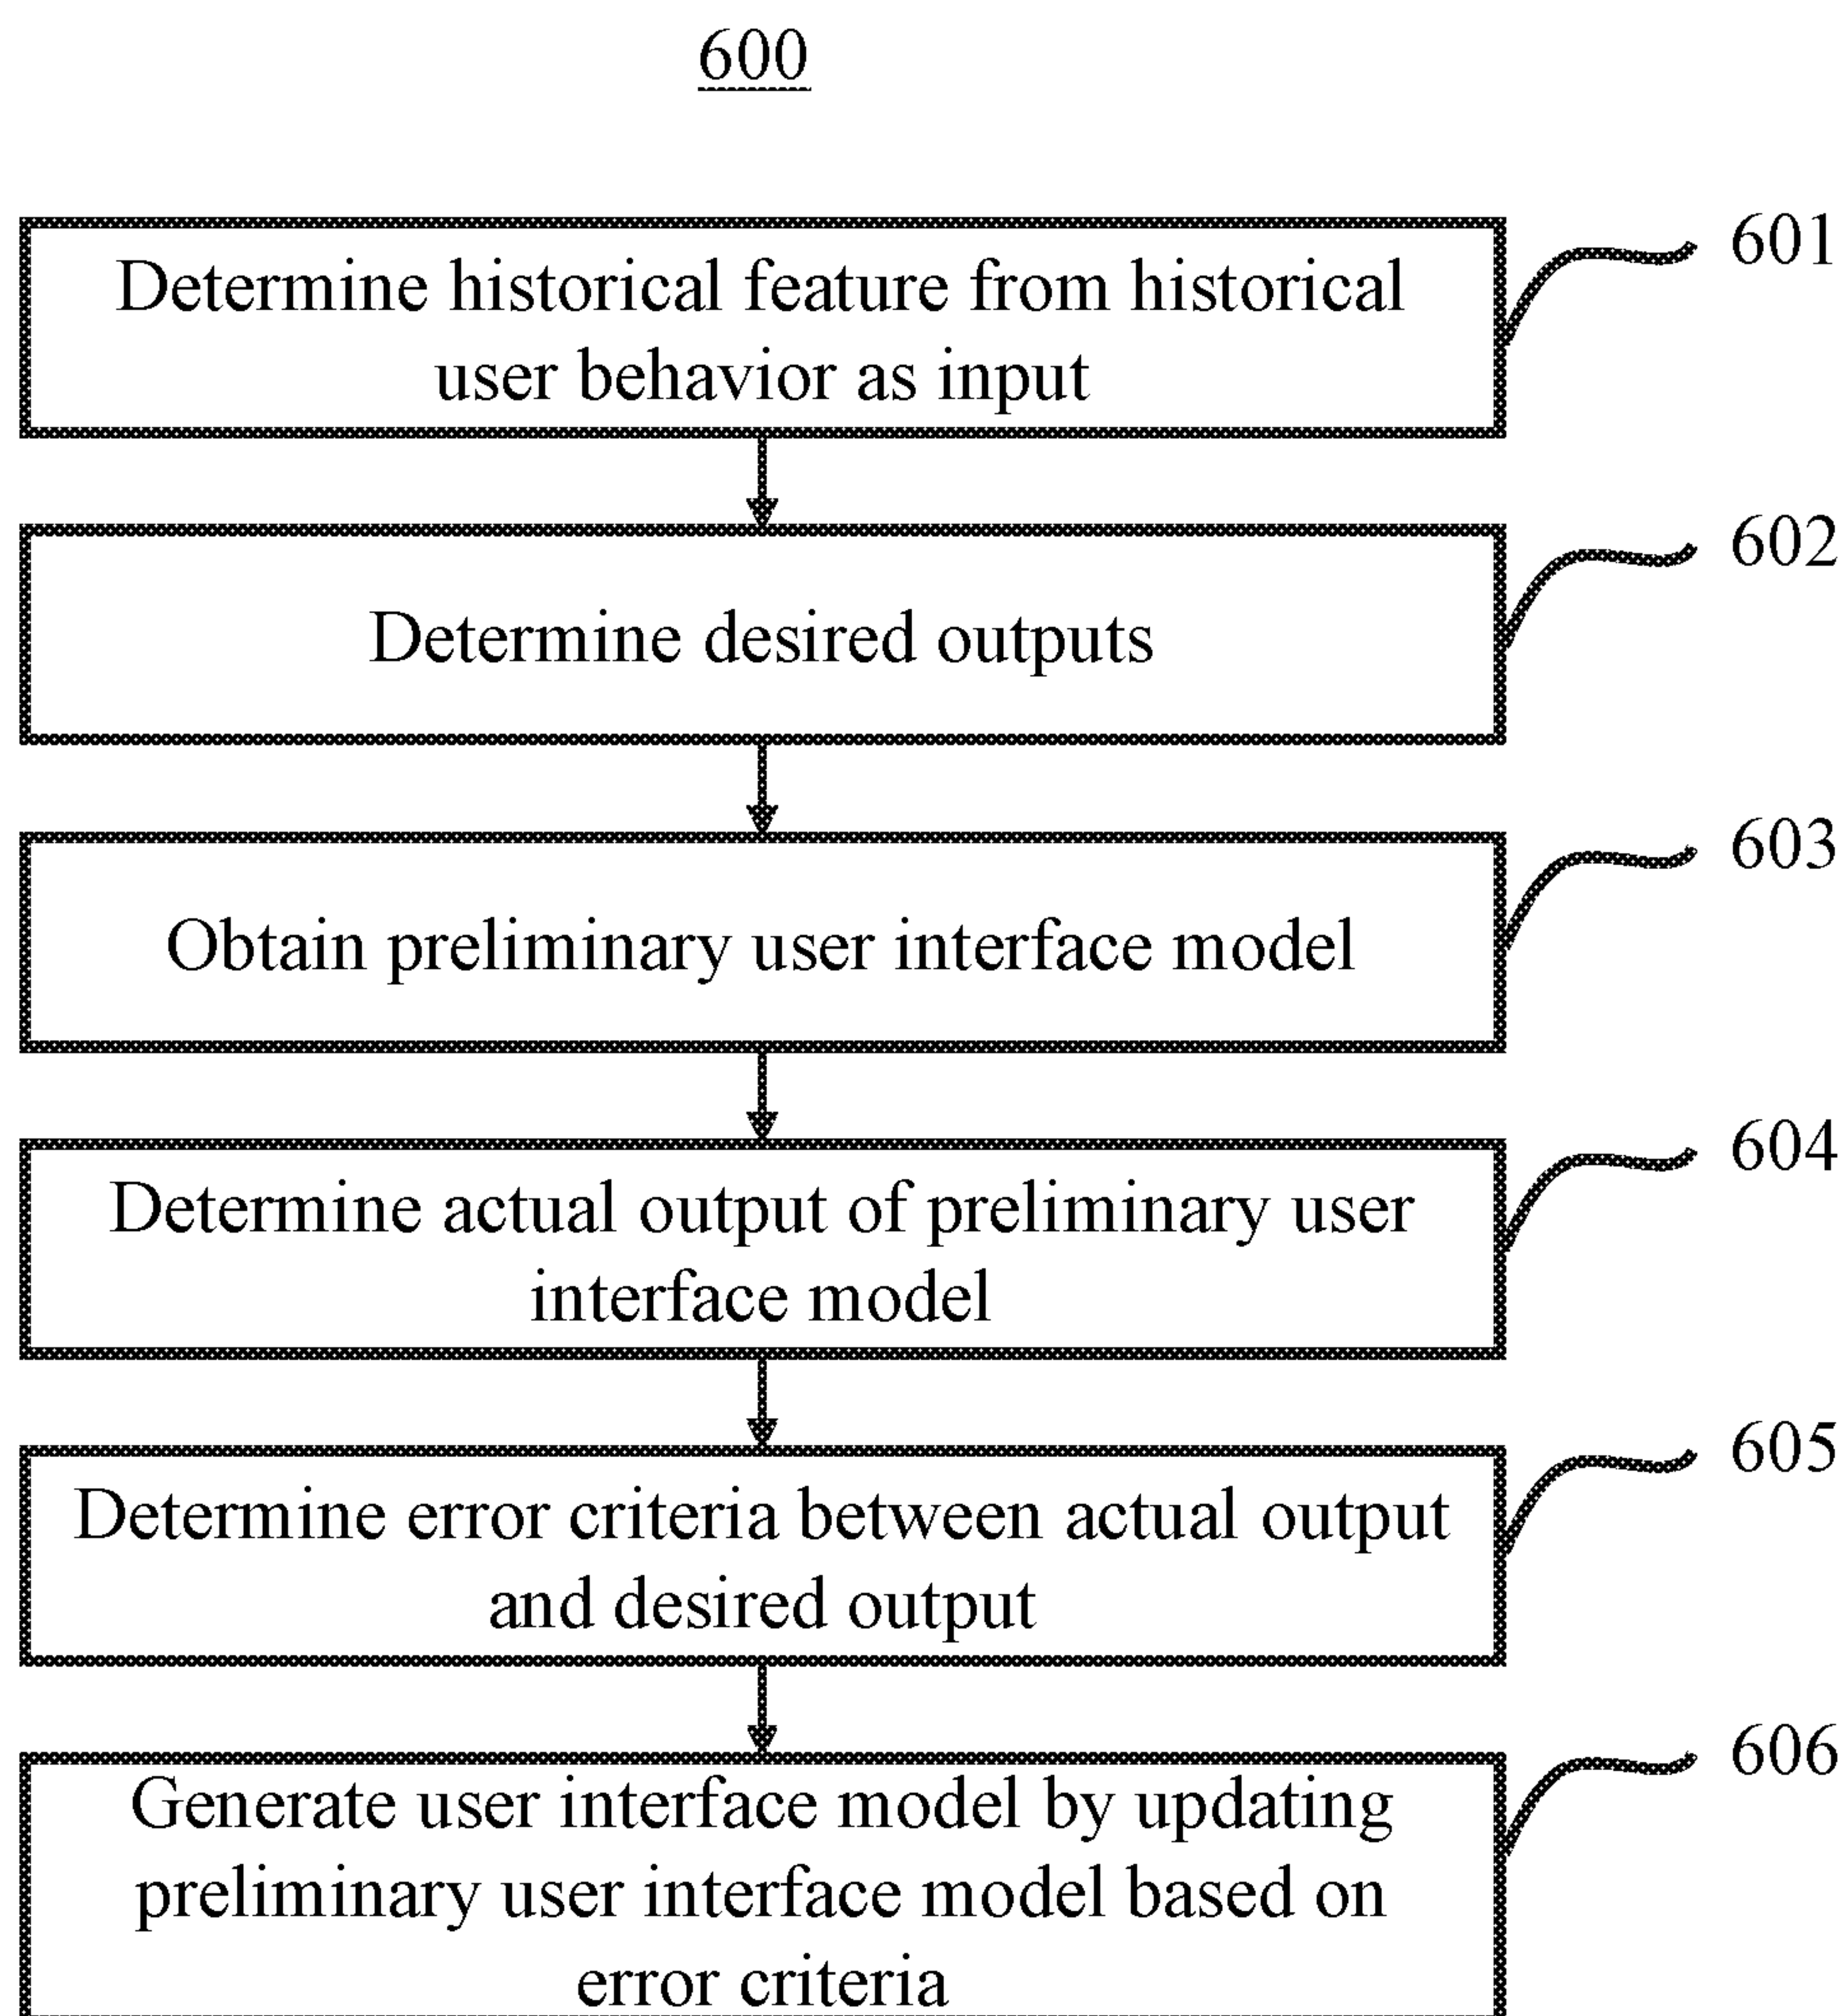 600
Determine historical feature from historical
user behavior as input
601
Determine desired outputs
602
Obtain preliminary user interface model
603
Determine actual output of preliminary user
interface model
604
Determine error criteria between actual output
and desired output
605
Generate user interface model by updating
preliminary user interface model based on
error criteria
606